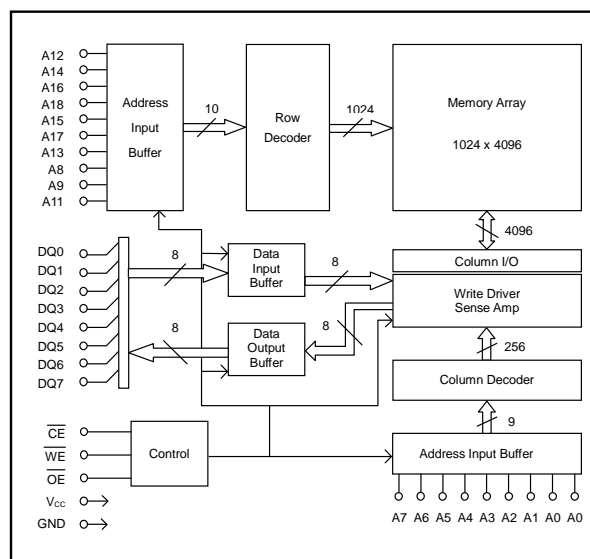 A12
A14
A16
A18
A15
A17
A13
A8
A9
A11
Address
Input
Buffer
10
Row
Decoder
1024
Memory Array
1024 x 4096
4096
DQ0
DQ1
DQ2
DQ3
DQ4
DQ5
DQ6
DQ7
8
Data
Input
Buffer
8
Column I/O
Write Driver
Sense Amp
8
Data
Output
Buffer
8
256
Column Decoder
9
CE
WE
OE
Control
Address Input Buffer
VCC
GND
A7 A6 A5 A4 A3 A2 A1 A0 A0